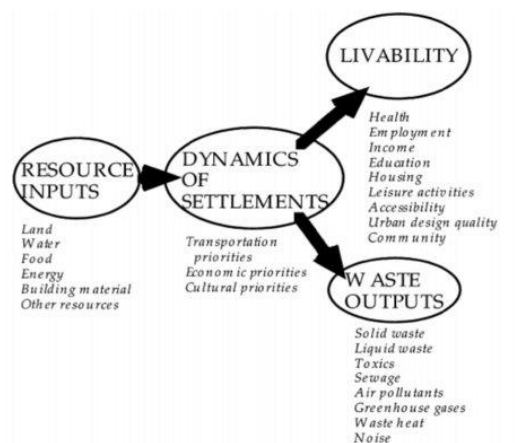 LIVABILITY
Health
Employment
Income
Education
Housing
Leisure activities
Accessibility
Urban design quality
Community
RESOURCE
INPUTS
Land
Water
Food
Energy
Building material
Other resources
DYNAMICS
OF
SETTLEMENTS
Transportation
priorities
Economic priorities
Cultural priorities
WASTE
OUTPUTS
Solid waste
Liquid waste
Toxics
Sewage
Air pollutants
Greenhouse gases
Waste heat
Noise